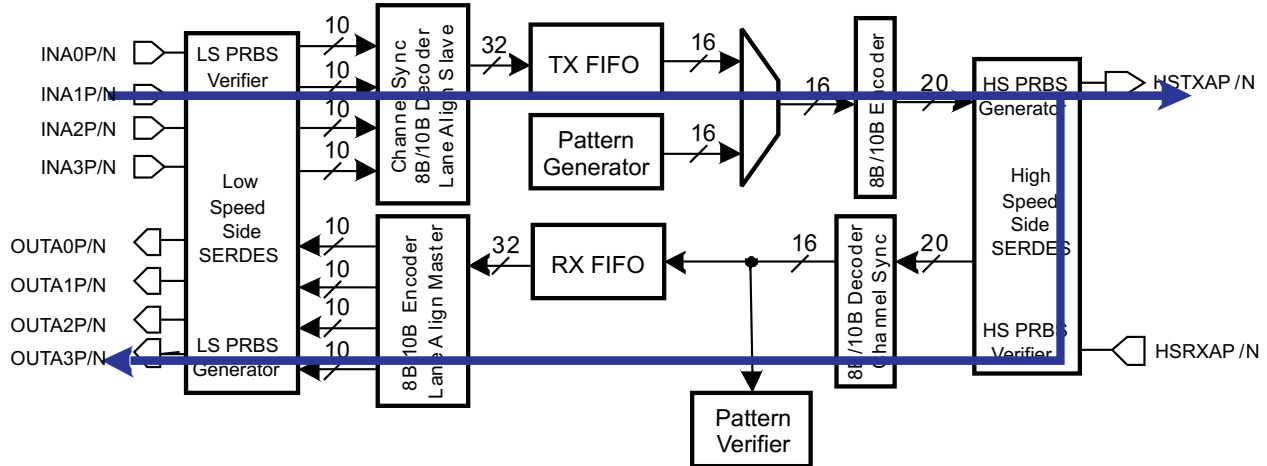 INA0P/N
INA1P/N
INA2P/N
INA3P/N
LS PRBS
Verifier
10
10
10
10
Channel Sync
8B/10B Decoder
Lane Align Slave
32
TX FIFO
16
Pattern
Generator
16
16
8B/10B Encoder
20
HS PRBS
Generator
HSTXAP/N
Low
Speed
Side
SERDES
High
Speed
Side
SERDES
OUTA0P/N
OUTA1P/N
OUTA2P/N
OUTA3P/N
LS PRBS
Generator
10
10
10
10
8B/10B Encoder
Lane Align Master
32
RX FIFO
16
8B/10B Decoder
Channel Sync
20
HS PRBS
Verifier
HSRXAP/N
Pattern
Verifier